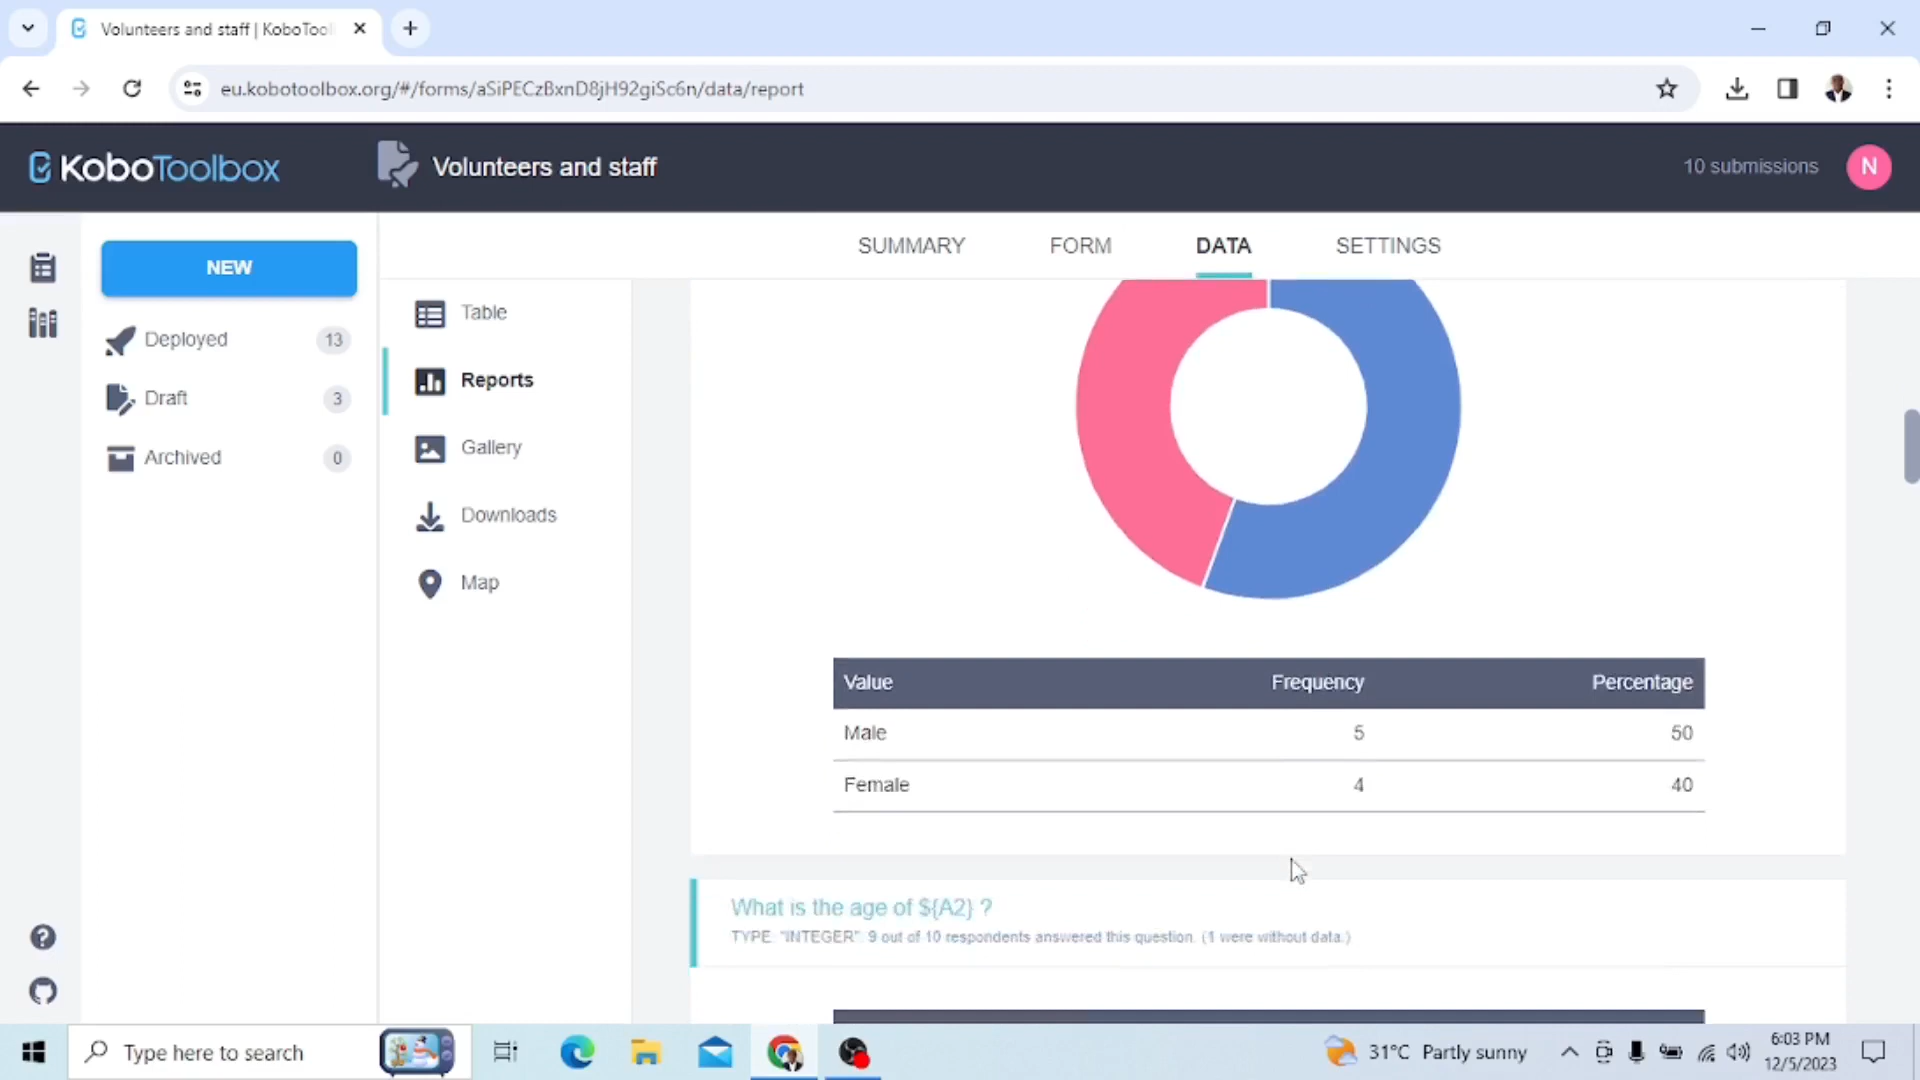 Volunteers and staff | KoboTool
eu.kobotoolbox.org/#/forms/aSiPECzBxnD8jH92giSc6n/data/report
KoboToolbox
Volunteers and staff
10 submissions
N
NEW
Deployed 13
Draft 3
Archived 0
SUMMARY FORM DATA SETTINGS
Table
Reports
Gallery
Downloads
Map
Value Frequency Percentage
Male 5 50
Female 4 40
What is the age of ${A2} ?
TYPE: "INTEGER". 9 out of 10 respondents answered this question. (1 were without data.)
Type here to search
31°C Partly sunny
6:03 PM
12/5/2023